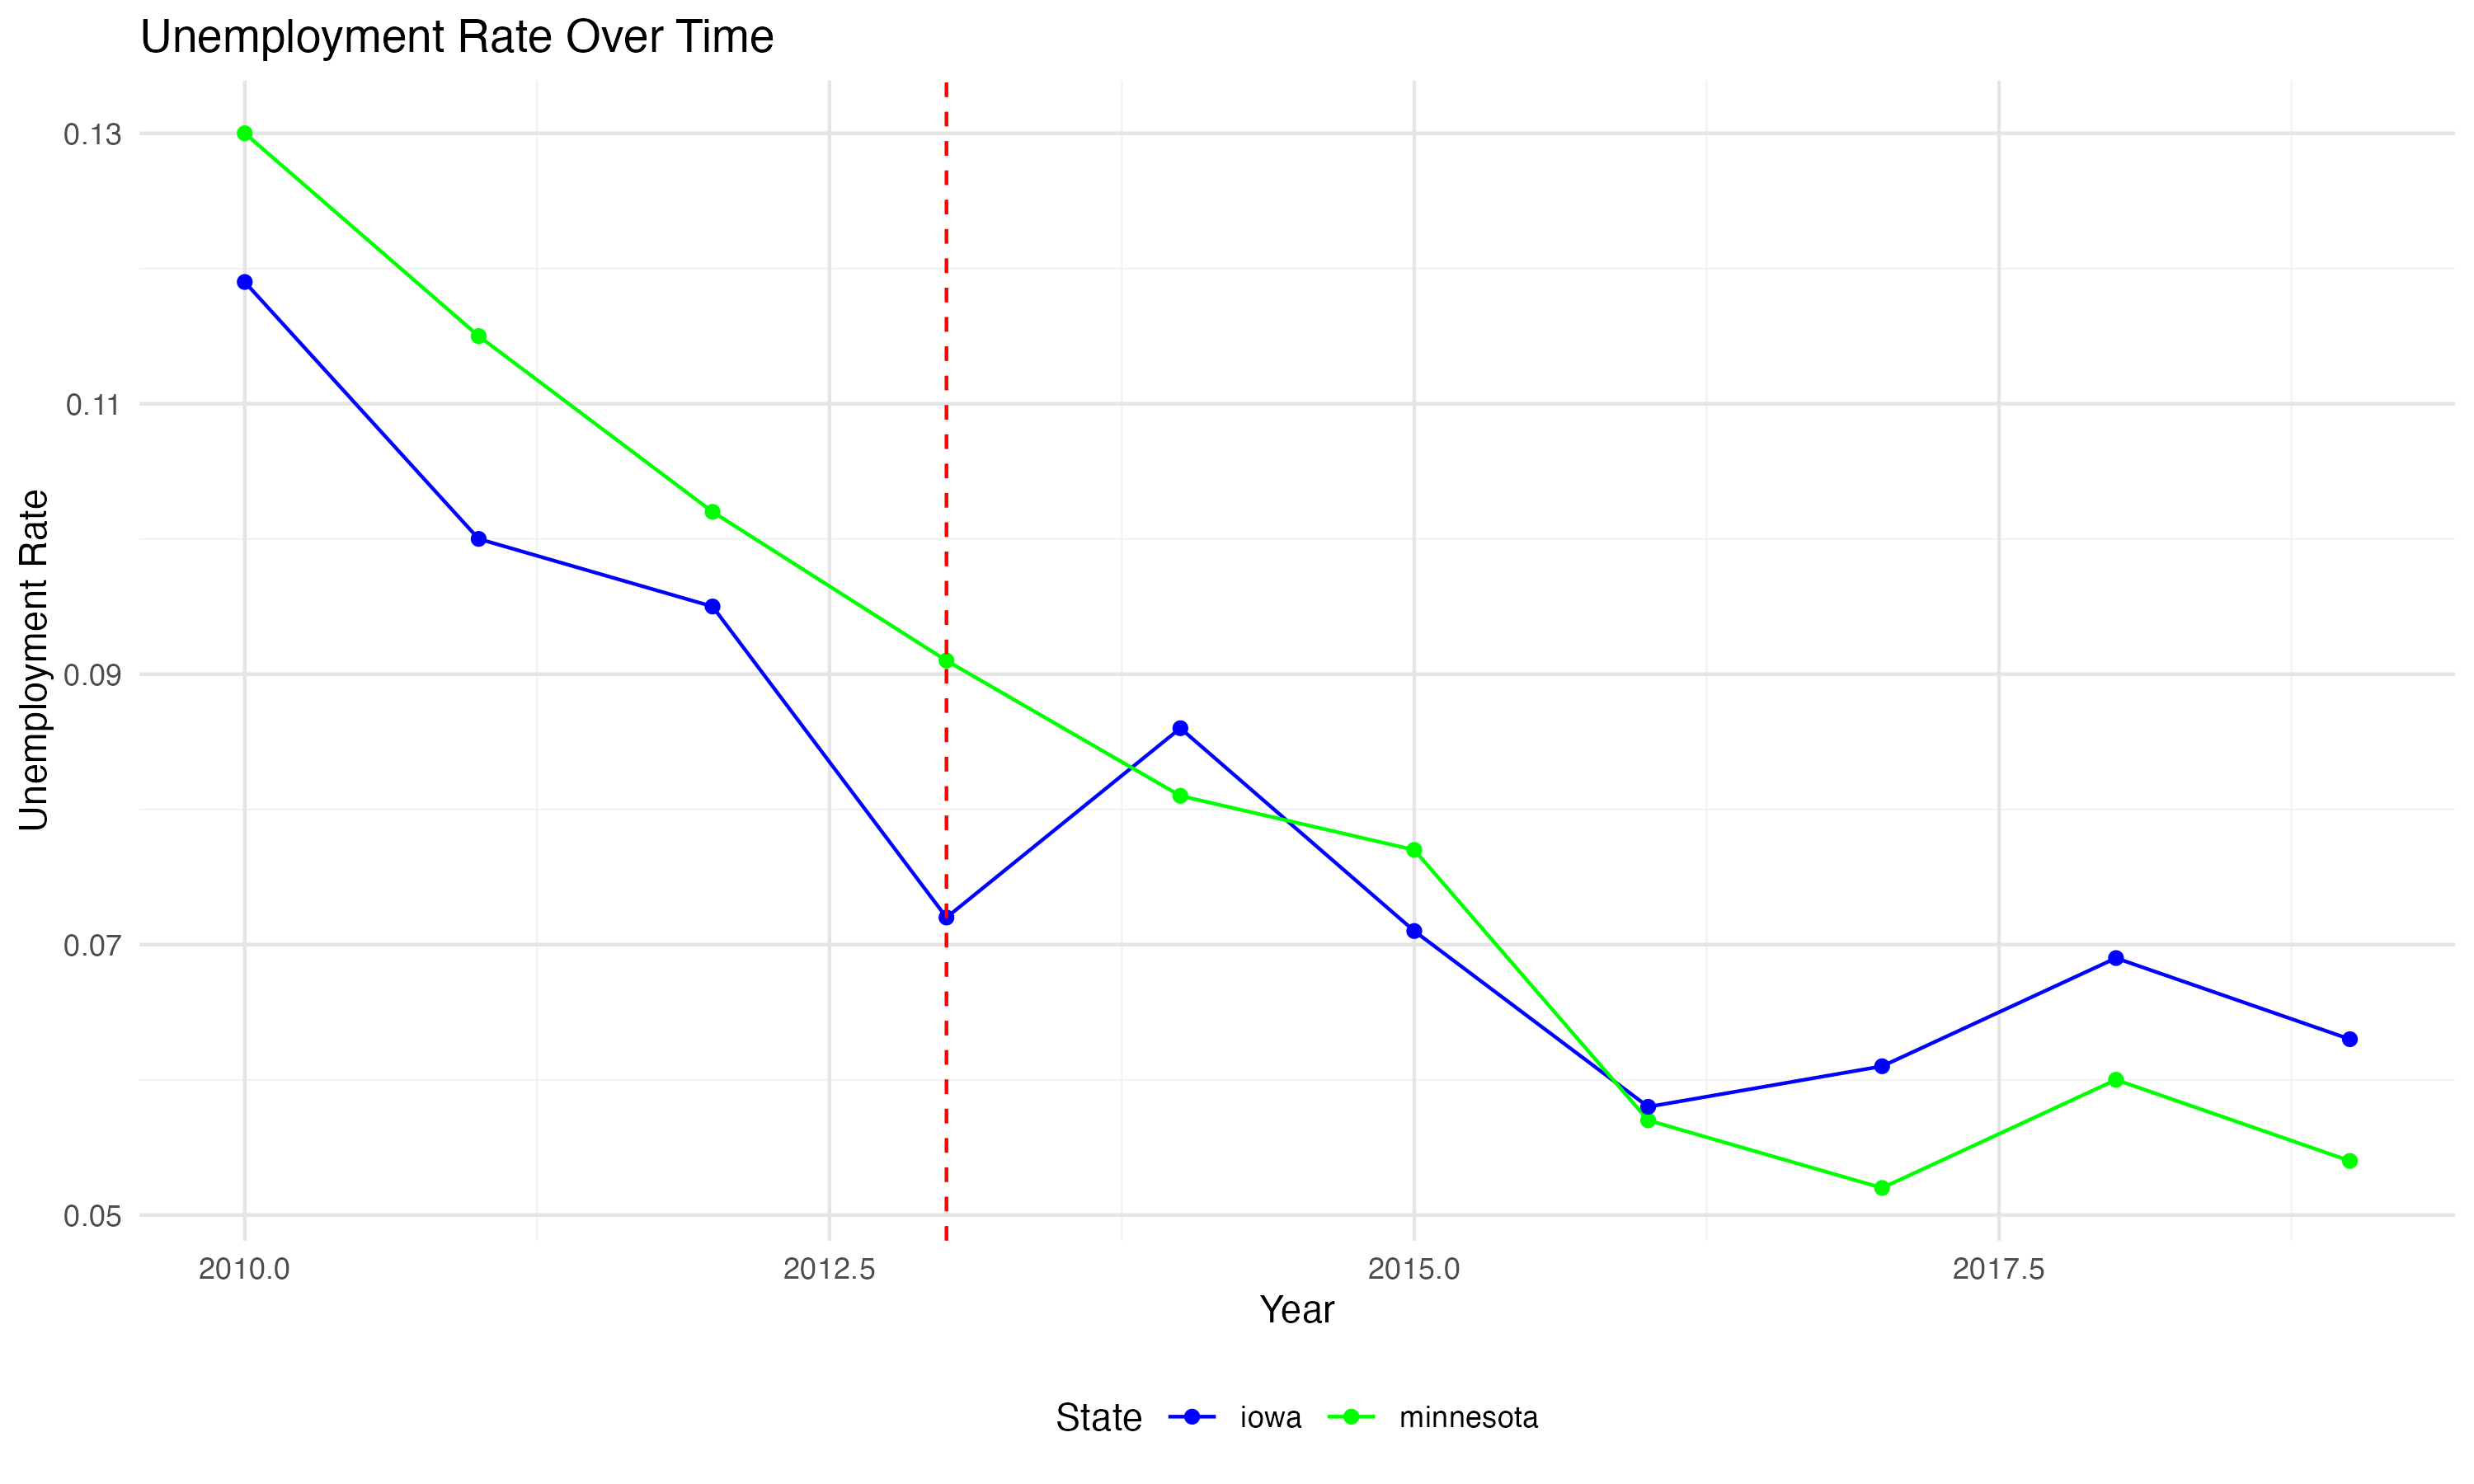 Unemployment Rate Over Time
Unemployment Rate
0.13
0.11
0.09
0.07
0.05
2010.0 2012.5 2015.0 2017.5
Year
State iowa minnesota